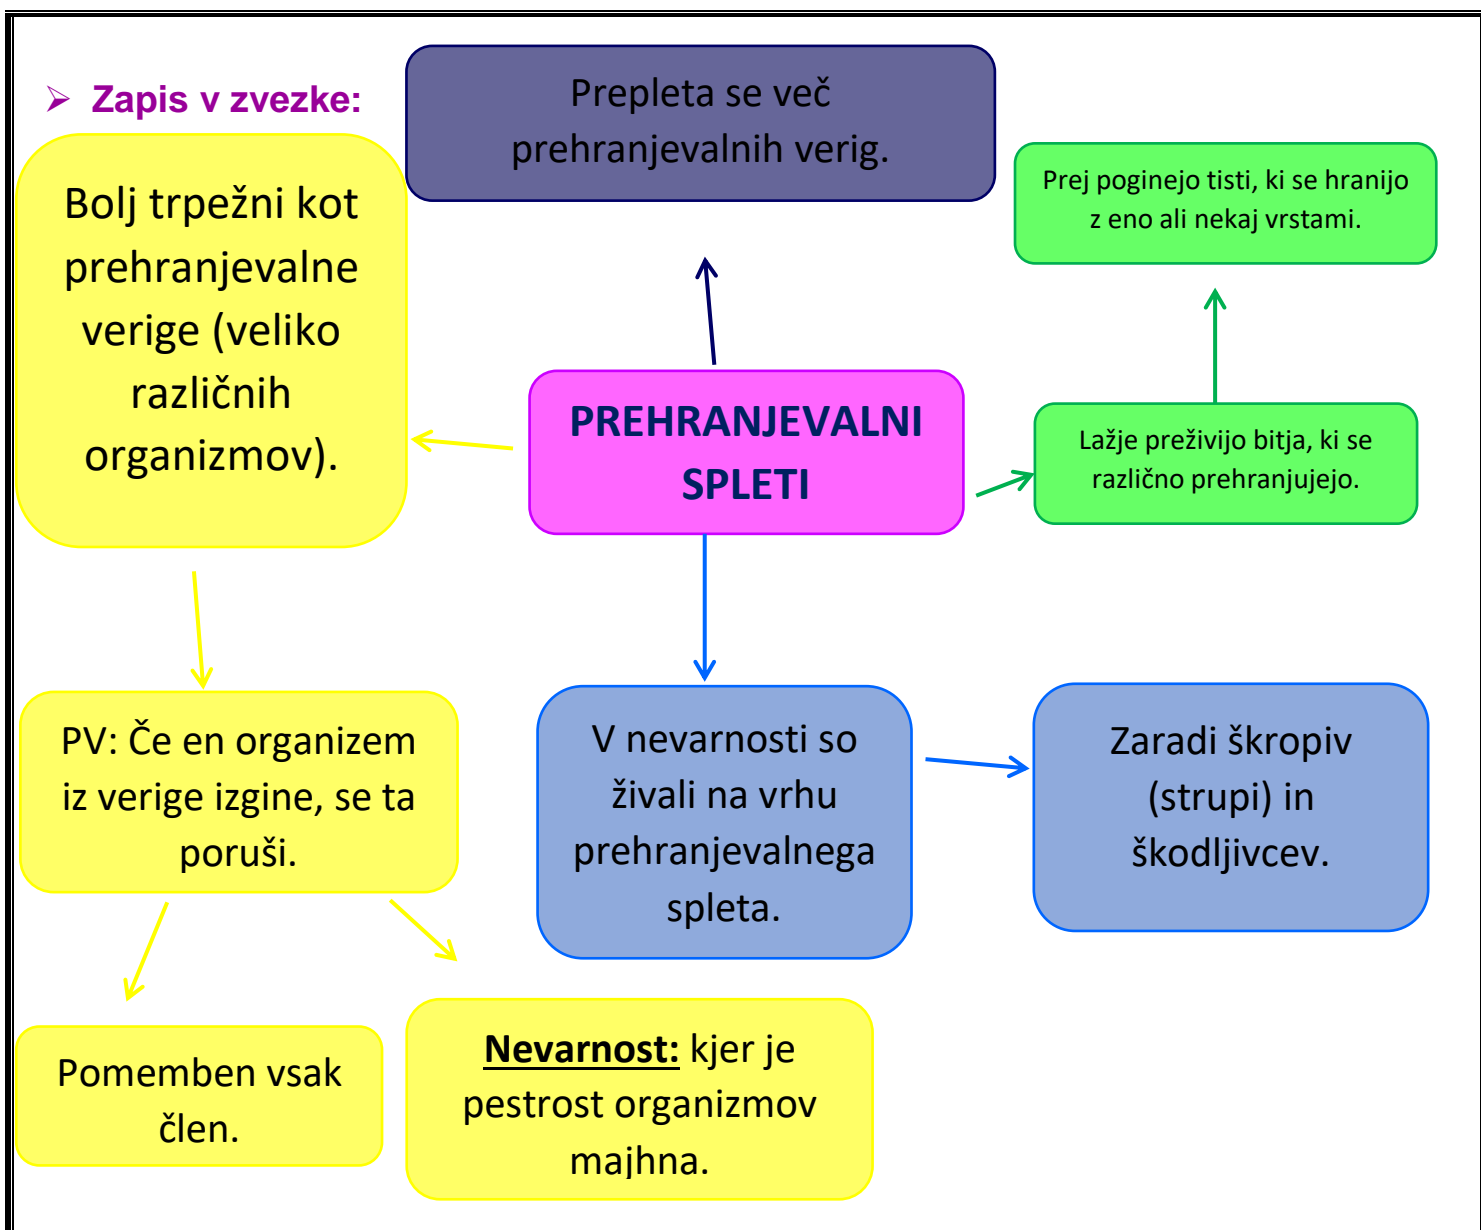 ➢ Zapis v zvezke:
Prepleta se več
prehranjevalnih verig.
Bolj trpežni kot
prehranjevalne
verige (veliko
različnih
organizmov).
Prej poginejo tisti, ki se hranijo
z eno ali nekaj vrstami.
PREHRANJEVALNI
SPLETI
Lažje preživijo bitja, ki se
različno prehranjujejo.
PV: Če en organizem
iz verige izgine, se ta
poruši.
V nevarnosti so
živali na vrhu
prehranjevalnega
spleta.
Zaradi škropiv
(strupi) in
škodljivcev.
Pomemben vsak
člen.
Nevarnost: kjer je
pestrost organizmov
majhna.